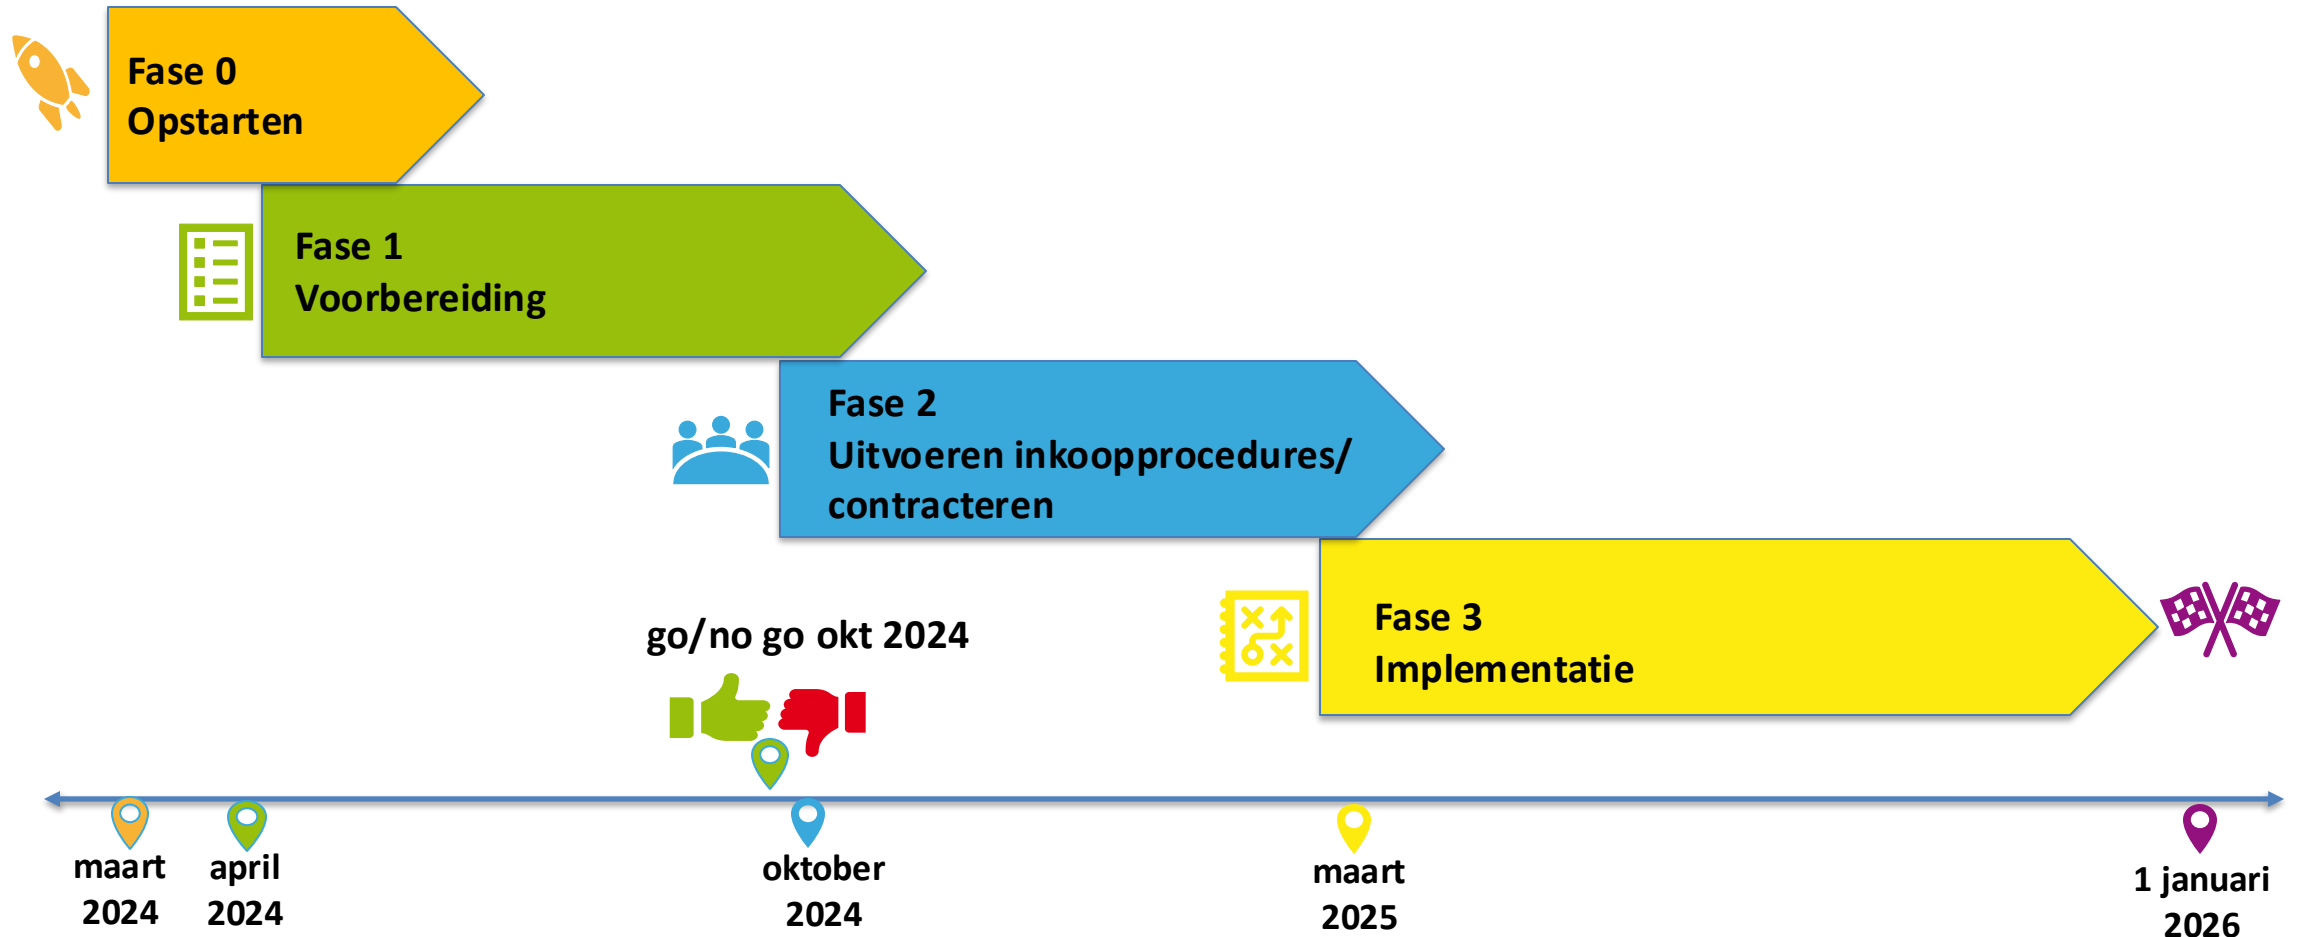 Fase 0
Opstarten
Fase 1
Voorbereiding
Fase 2
Uitvoeren inkoopprocedures/
contracteren
Fase 3
Implementatie
go/no go okt 2024
maart
2024
april
2024
oktober
2024
maart
2025
1 januari
2026